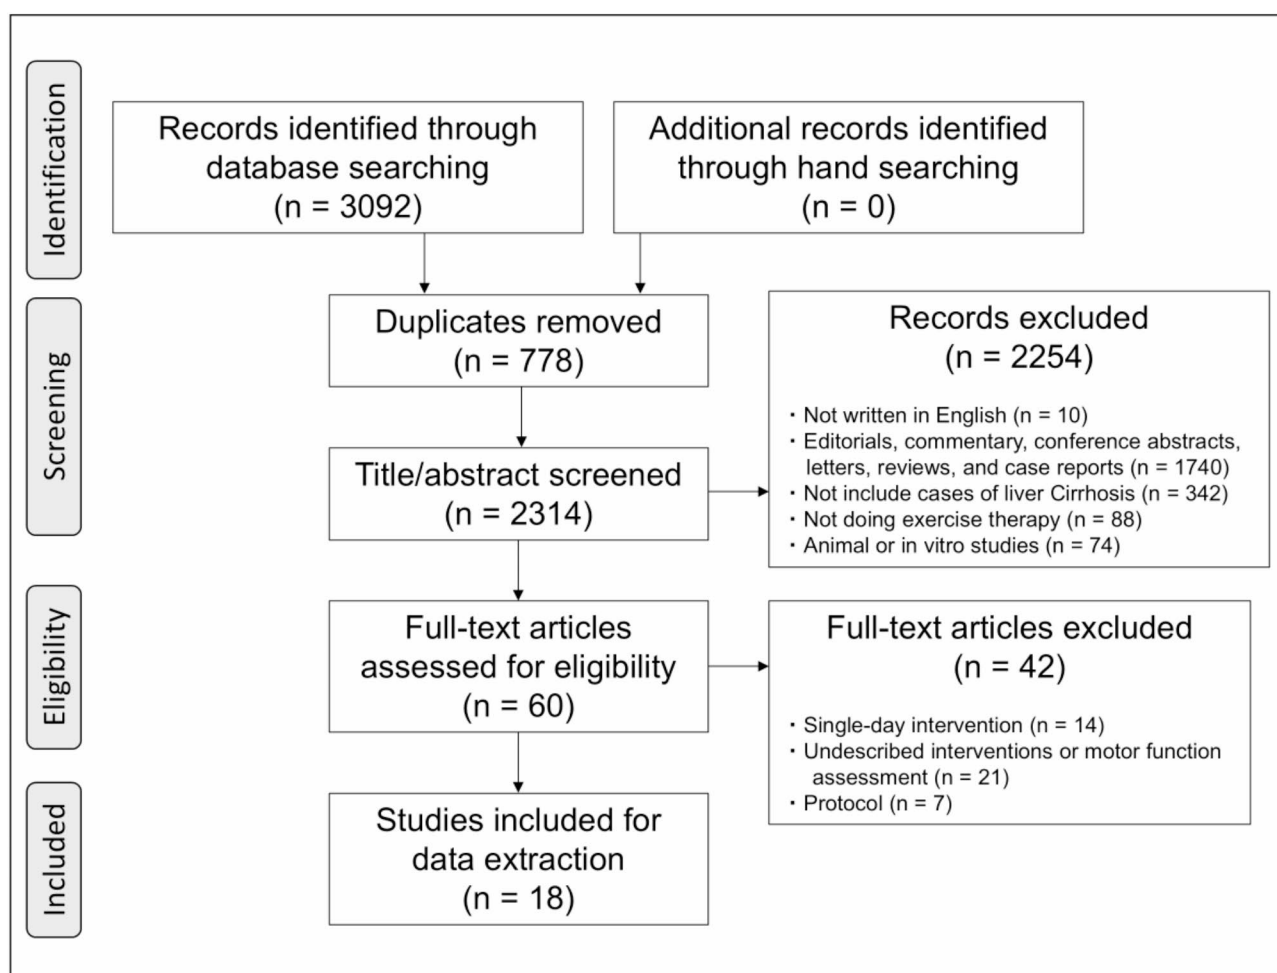 Identification
Records identified through
database searching
(n = 3092)
Additional records identified
through hand searching
(n = 0)
Screening
Duplicates removed
(n = 778)
Records excluded
(n = 2254)
・Not written in English (n = 10)
・Editorials, commentary, conference abstracts,
letters, reviews, and case reports (n = 1740)
・Not include cases of liver Cirrhosis (n = 342)
・Not doing exercise therapy (n = 88)
・Animal or in vitro studies (n = 74)
Title/abstract screened
(n = 2314)
Eligibility
Full-text articles
assessed for eligibility
(n = 60)
Full-text articles excluded
(n = 42)
・Single-day intervention (n = 14)
・Undescribed interventions or motor function
assessment (n = 21)
・Protocol (n = 7)
Included
Studies included for
data extraction
(n = 18)